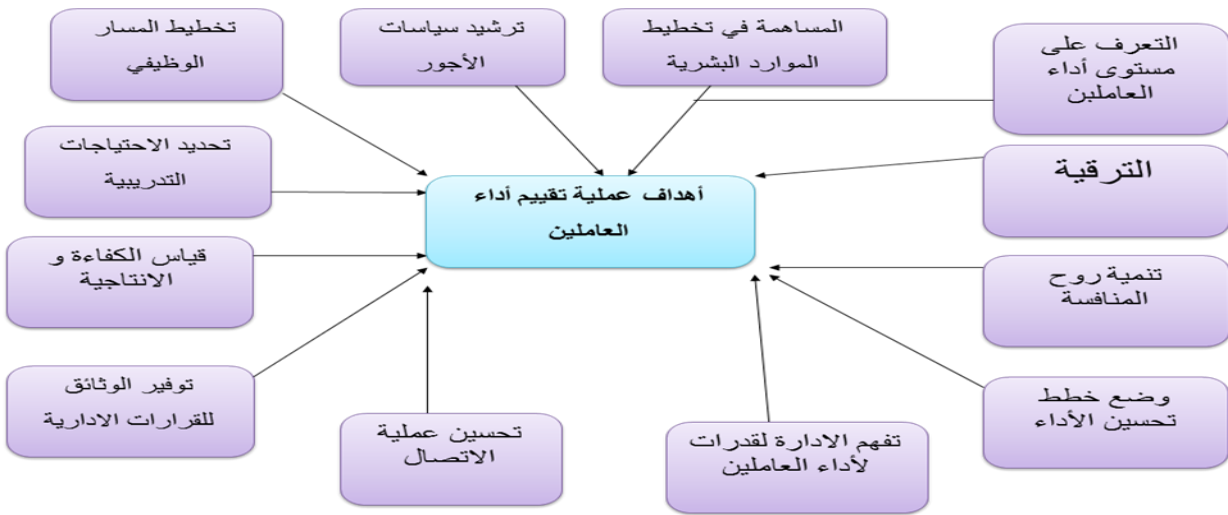 التعرف على
مستوى أداء
العاملين
المساهمة في تخطيط
الموارد البشرية
ترشيد سياسات
الأجور
تخطيط المسار
الوظيفي
الترقية
تحديد الاحتياجات
التدريبية
أهداف عملية تقييم أداء
العاملين
تنمية روح
المنافسة
قياس الكفاءة و
الانتاجية
وضع خطط
تحسين الأداء
تفهم الادارة لقدرات
لأداء العاملين
تحسين عملية
الاتصال
توفير الوثائق
للقرارات الادارية